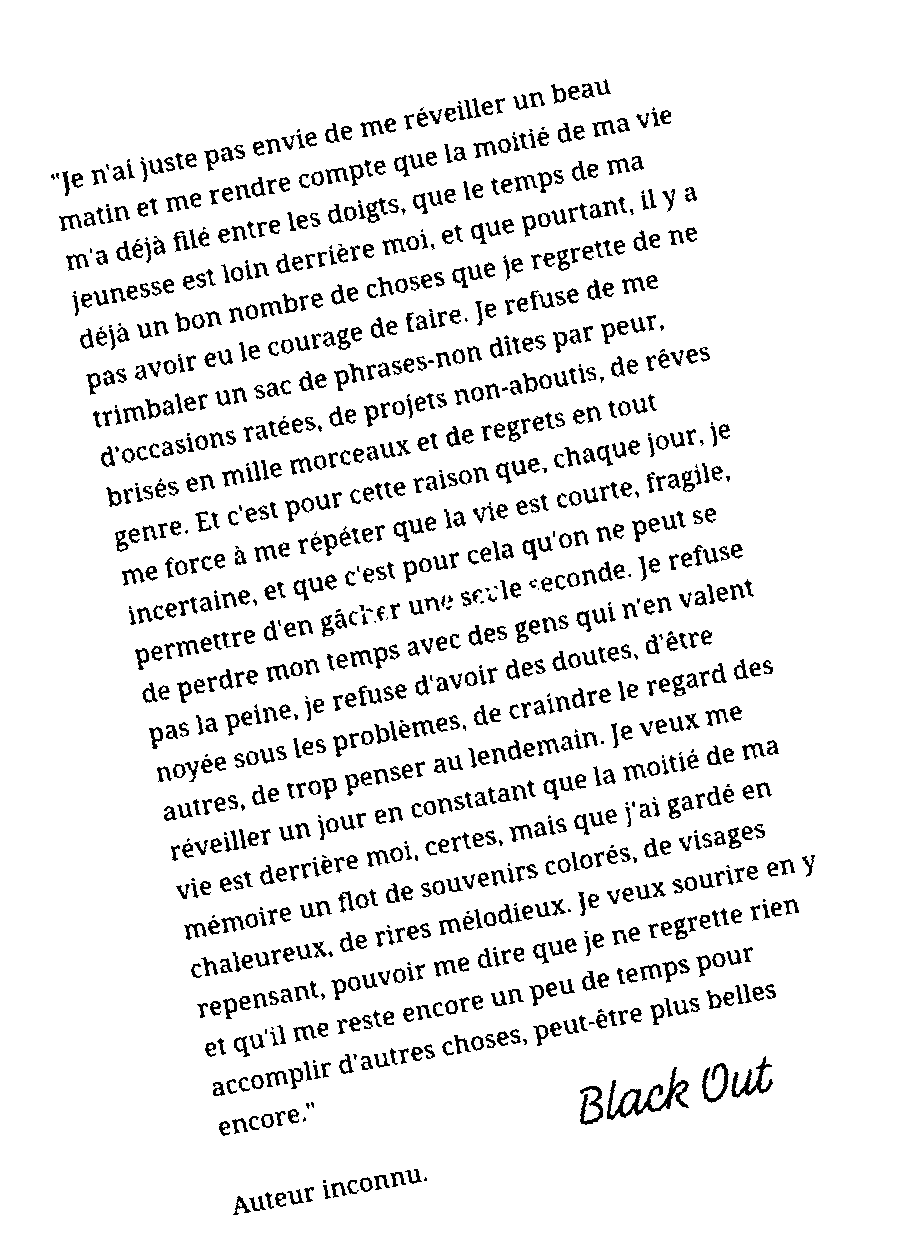 "Je n'ai juste pas envie de me réveiller un beau
matin et me rendre compte que la moitié de ma vie
m'a déjà filé entre les doigts, que le temps de ma
jeunesse est loin derrière moi, et que pourtant, il y a
déjà un bon nombre de choses que je regrette de ne
pas avoir eu le courage de faire. Je refuse de me
trimbaler un sac de phrases-non dites par peur,
d'occasions ratées, de projets non-aboutis, de rêves
brisés en mille morceaux et de regrets en tout
genre. Et c'est pour cette raison que, chaque jour, je
me force à me répéter que la vie est courte, fragile,
incertaine, et que c'est pour cela qu'on ne peut se
permettre d'en gâcher une seule seconde. Je refuse
de perdre mon temps avec des gens qui n'en valent
pas la peine, je refuse d'avoir des doutes, d'être
noyée sous les problèmes, de craindre le regard des
autres, de trop penser au lendemain. Je veux me
réveiller un jour en constatant que la moitié de ma
vie est derrière moi, certes, mais que j'ai gardé en
mémoire un flot de souvenirs colorés, de visages
chaleureux, de rires mélodieux. Je veux sourire en y
repensant, pouvoir me dire que je ne regrette rien
et qu'il me reste encore un peu de temps pour
accomplir d'autres choses, peut-être plus belles
encore."
Black Out
Auteur inconnu.